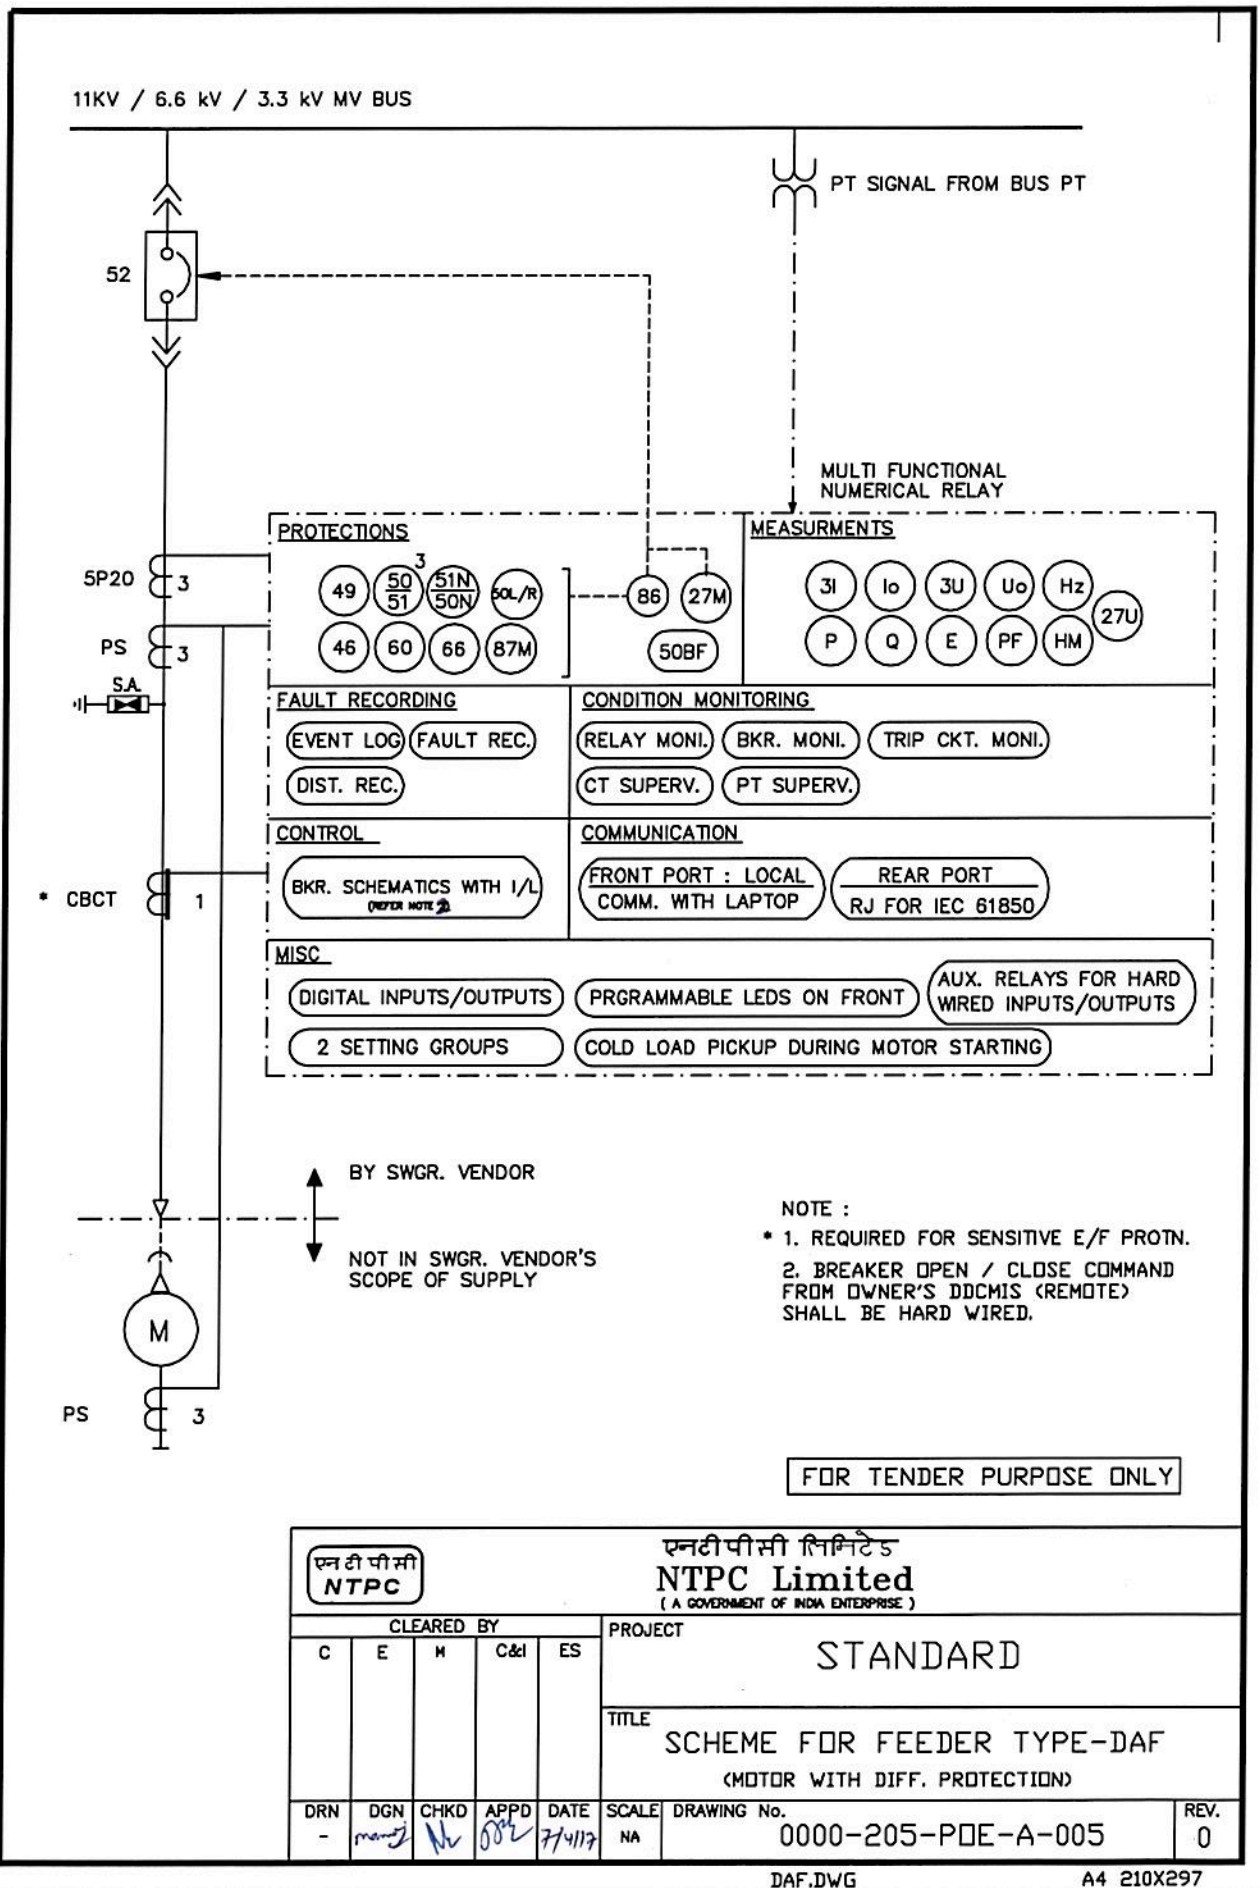 11KV / 6.6 kV / 3.3 kV MV BUS
PT SIGNAL FROM BUS PT
52
MULTI FUNCTIONAL
NUMERICAL RELAY
PROTECTIONS
MEASURMENTS
5P20
3
3
49
50
51
51N
50N
50L/R
86
27M
3I
Io
3U
Uo
Hz
27U
PS
3
46
60
66
87M
50BF
P
Q
E
PF
HM
S.A.
FAULT RECORDING
CONDITION MONITORING
EVENT LOG
FAULT REC.
RELAY MONI.
BKR. MONI.
TRIP CKT. MONI.
DIST. REC.
CT SUPERV.
PT SUPERV.
CONTROL
COMMUNICATION
* CBCT
1
BKR. SCHEMATICS WITH I/L
(REFER NOTE 2)
FRONT PORT : LOCAL
COMM. WITH LAPTOP
REAR PORT
RJ FOR IEC 61850
MISC
DIGITAL INPUTS/OUTPUTS
PRGRAMMABLE LEDS ON FRONT
AUX. RELAYS FOR HARD
WIRED INPUTS/OUTPUTS
2 SETTING GROUPS
COLD LOAD PICKUP DURING MOTOR STARTING
BY SWGR. VENDOR
NOT IN SWGR. VENDOR'S
SCOPE OF SUPPLY
NOTE :
* 1. REQUIRED FOR SENSITIVE E/F PROTN.
2. BREAKER OPEN / CLOSE COMMAND
FROM OWNER'S DDCMIS (REMOTE)
SHALL BE HARD WIRED.
M
PS
3
FOR TENDER PURPOSE ONLY
एन टी पी सी
NTPC
एनटीपीसी लिमिटेड
NTPC Limited
( A GOVERNMENT OF INDIA ENTERPRISE )
CLEARED BY
C
E
M
C&I
ES
PROJECT
STANDARD
TITLE
SCHEME FOR FEEDER TYPE-DAF
(MOTOR WITH DIFF. PROTECTION)
DRN
DGN
CHKD
APPD
DATE
SCALE
DRAWING No.
REV.
-
7/4/17
NA
0000-205-POE-A-005
0
DAF.DWG
A4 210X297